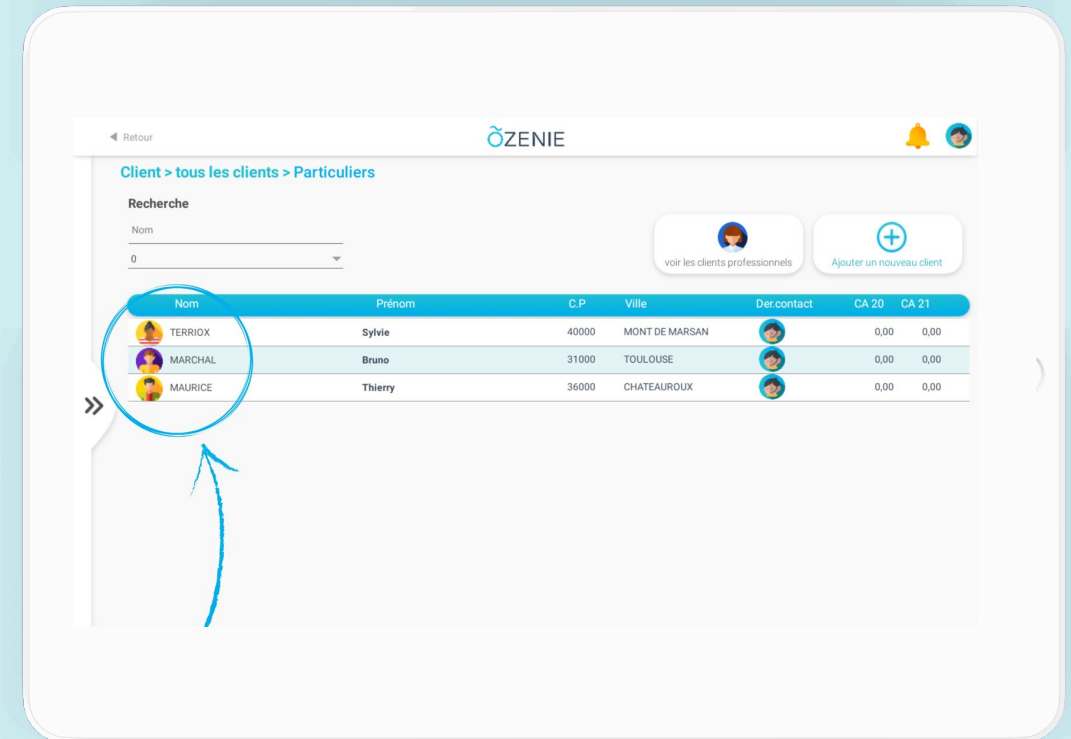 Retour
ÕZENIE
Client > tous les clients > Particuliers
Recherche
Nom
0
voir les clients professionnels
Ajouter un nouveau client
Nom Prénom C.P Ville Der.contact CA 20 CA 21
TERRIOX Sylvie 40000 MONT DE MARSAN 0,00 0,00
MARCHAL Bruno 31000 TOULOUSE 0,00 0,00
MAURICE Thierry 36000 CHATEAUROUX 0,00 0,00